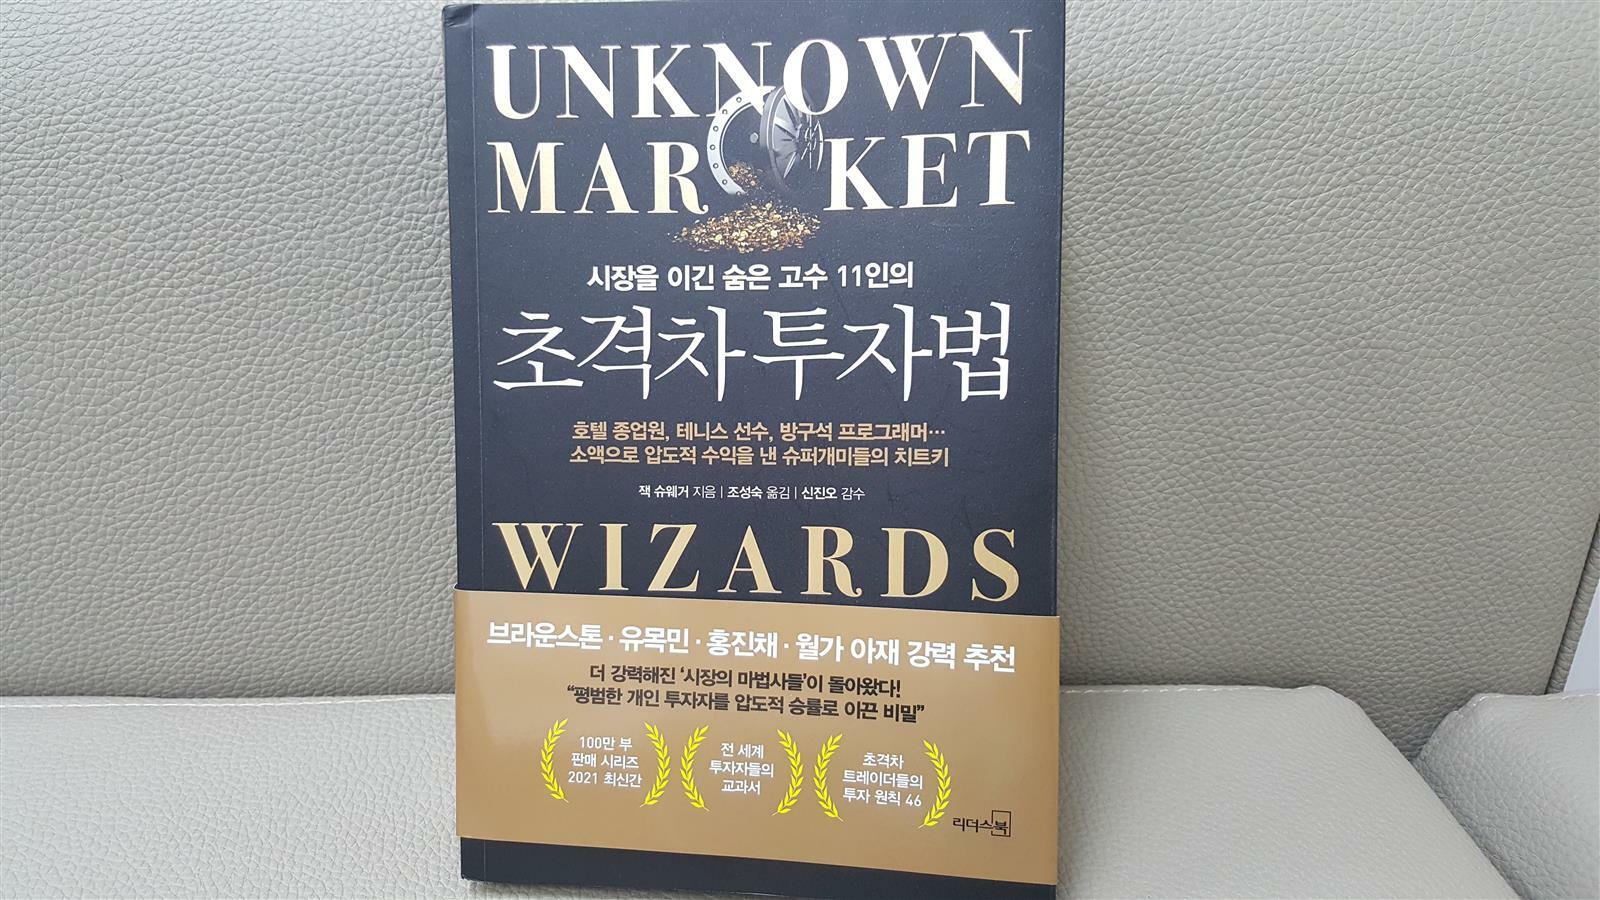 UNKNOWN
MARKET
시장을 이긴 숨은 고수 11인의
초격차 투자법
호텔 종업원, 테니스 선수, 방구석 프로그래머…
소액으로 압도적 수익을 낸 슈퍼개미들의 치트키
잭 슈웨거 지음 | 조성숙 옮김 | 신진오 감수
WIZARDS
브라운스톤·유목민·홍진채·월가 아재 강력 추천
더 강력해진 ‘시장의 마법사들’이 돌아왔다!
“평범한 개인 투자자를 압도적 승률로 이끈 비밀”
100만 부
판매 시리즈
2021 최신간
전 세계
투자자들의
교과서
초격차
트레이더들의
투자 원칙 46
리더스북